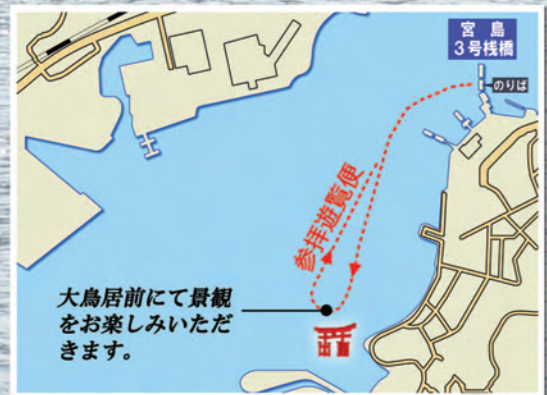 宮島
3号桟橋
のりば
参拝遊覧便
大鳥居前にて景観
をお楽しみいただ
きます。